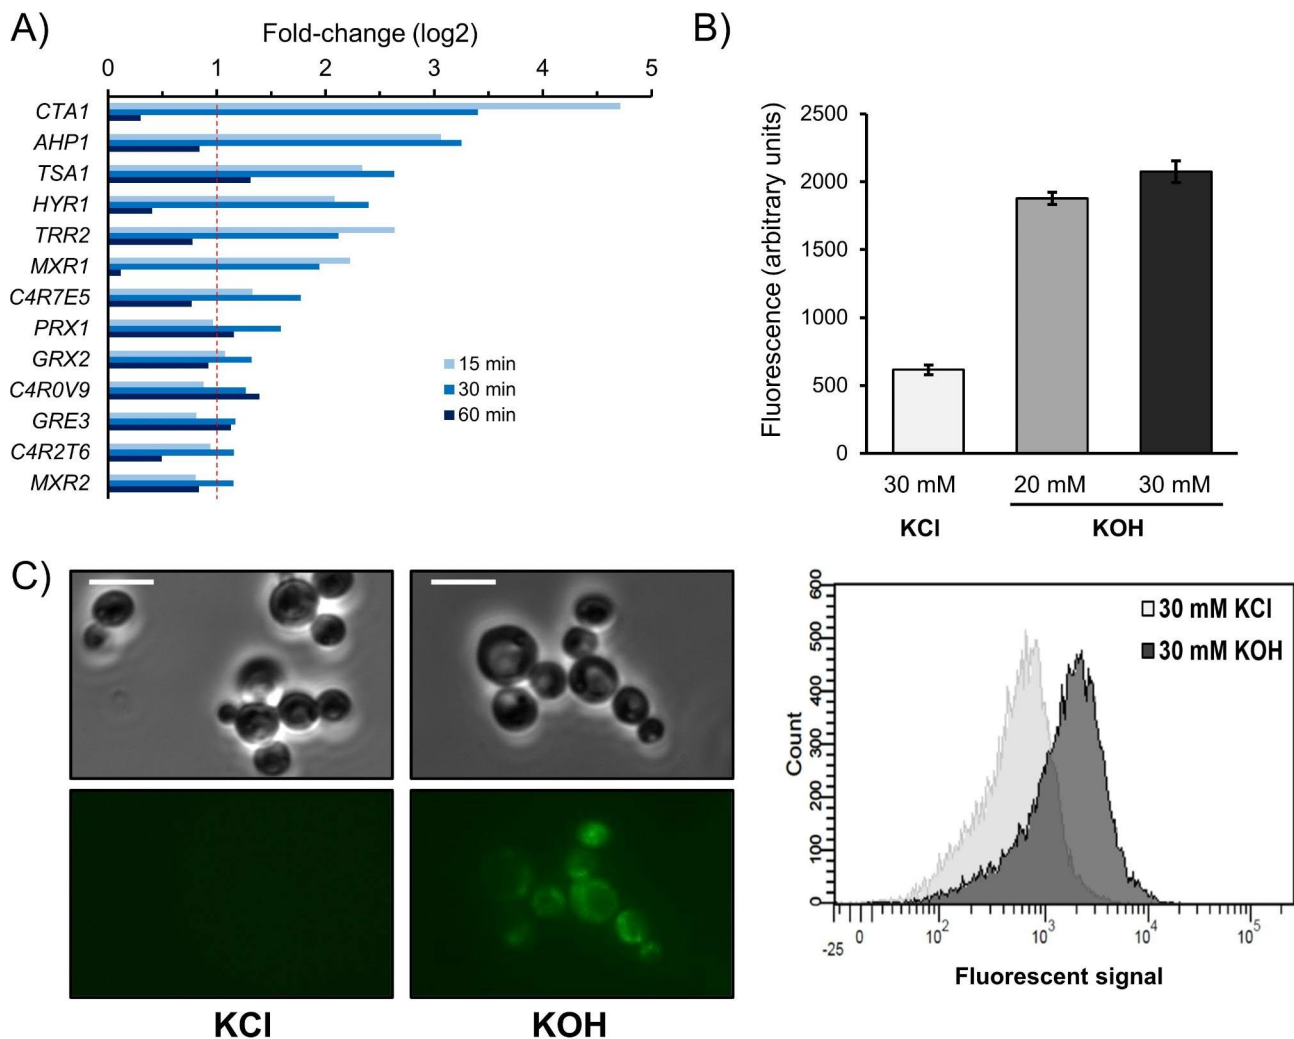 A)
Fold-change (log2)
0 1 2 3 4 5
CTA1
AHP1
TSA1
HYR1
TRR2
MXR1
C4R7E5
PRX1
GRX2
C4R0V9
GRE3
C4R2T6
MXR2
15 min
30 min
60 min
B)
Fluorescence (arbitrary units)
2500
2000
1500
1000
500
0
30 mM 20 mM 30 mM
KCl KOH
C)
KCl KOH
30 mM KCl
30 mM KOH
Count
600
500
400
300
200
100
0
-25 0 10² 10³ 10⁴ 10⁵
Fluorescent signal